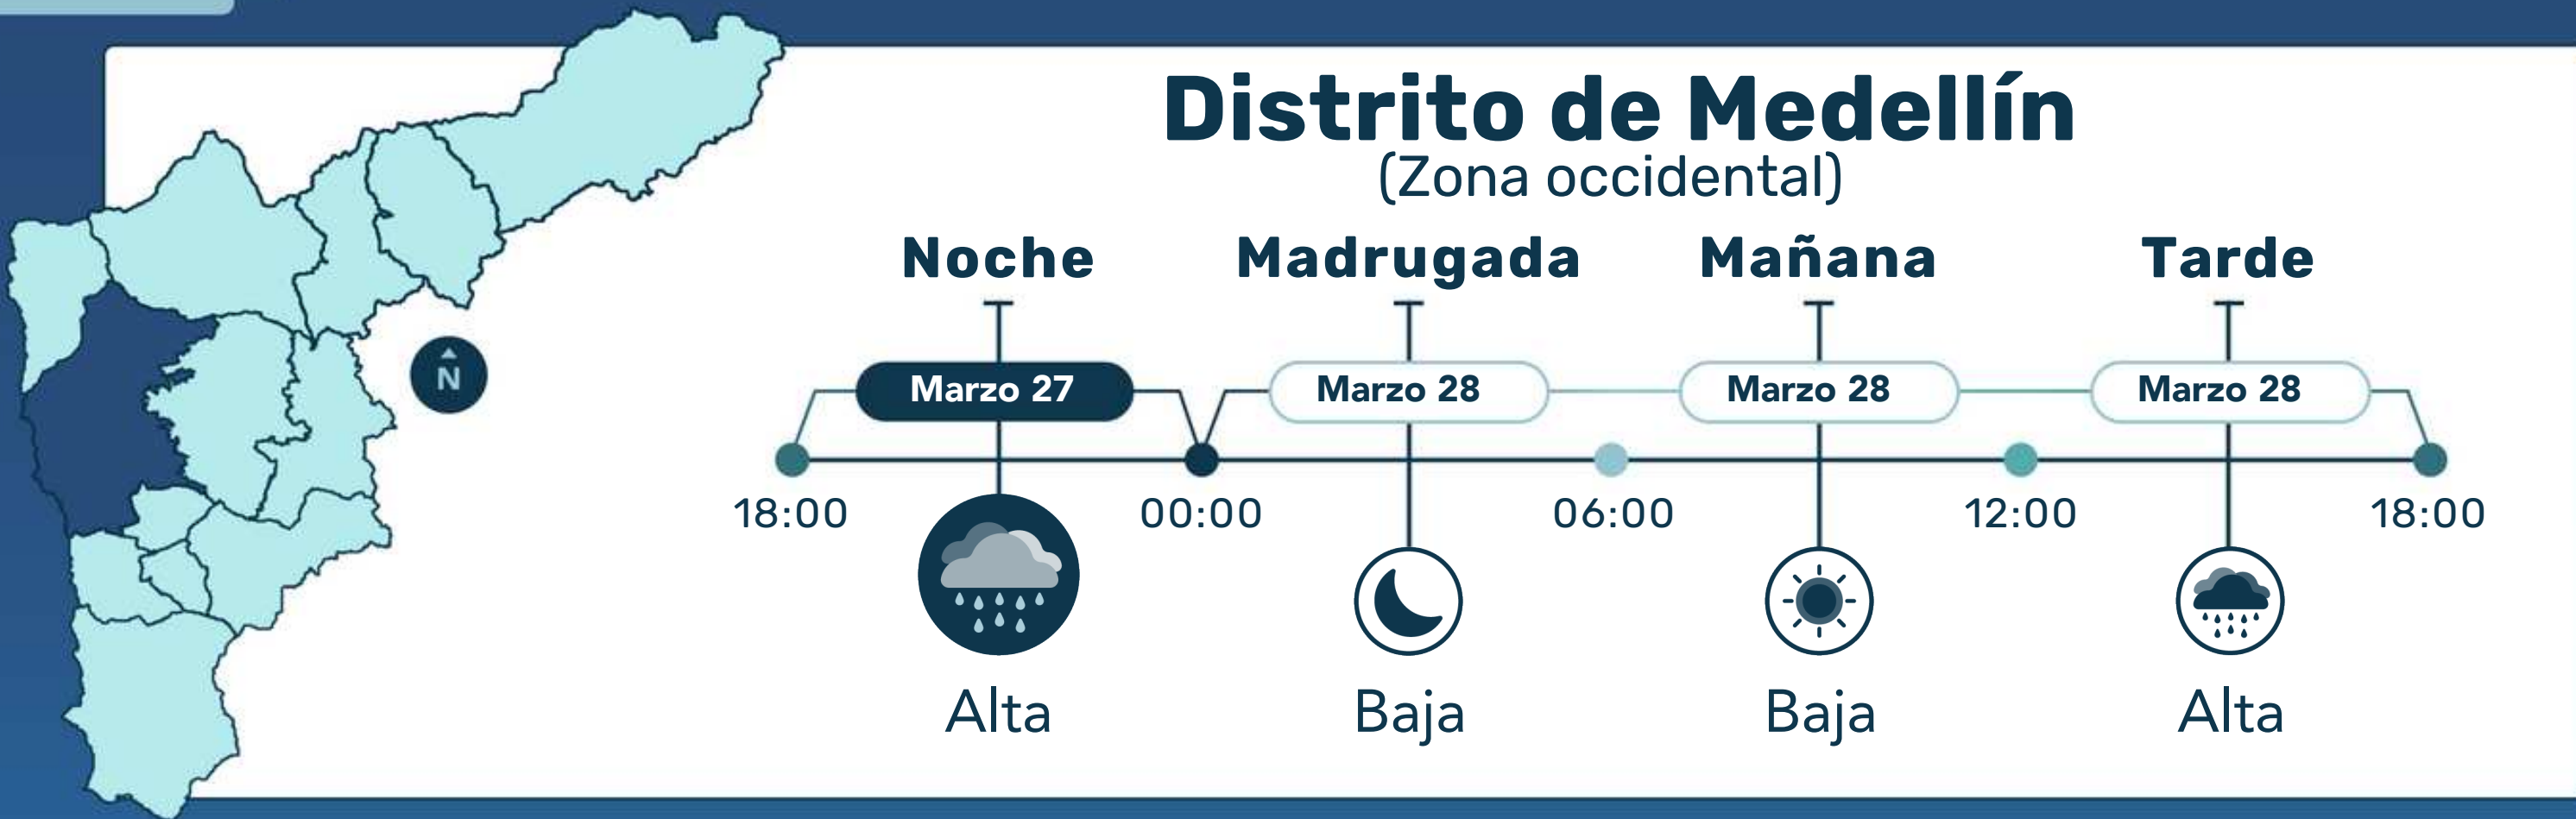 Distrito de Medellín
(Zona occidental)
Noche Madrugada Mañana Tarde
Marzo 27 Marzo 28 Marzo 28 Marzo 28
N
18:00 00:00 06:00 12:00 18:00
Alta Baja Baja Alta